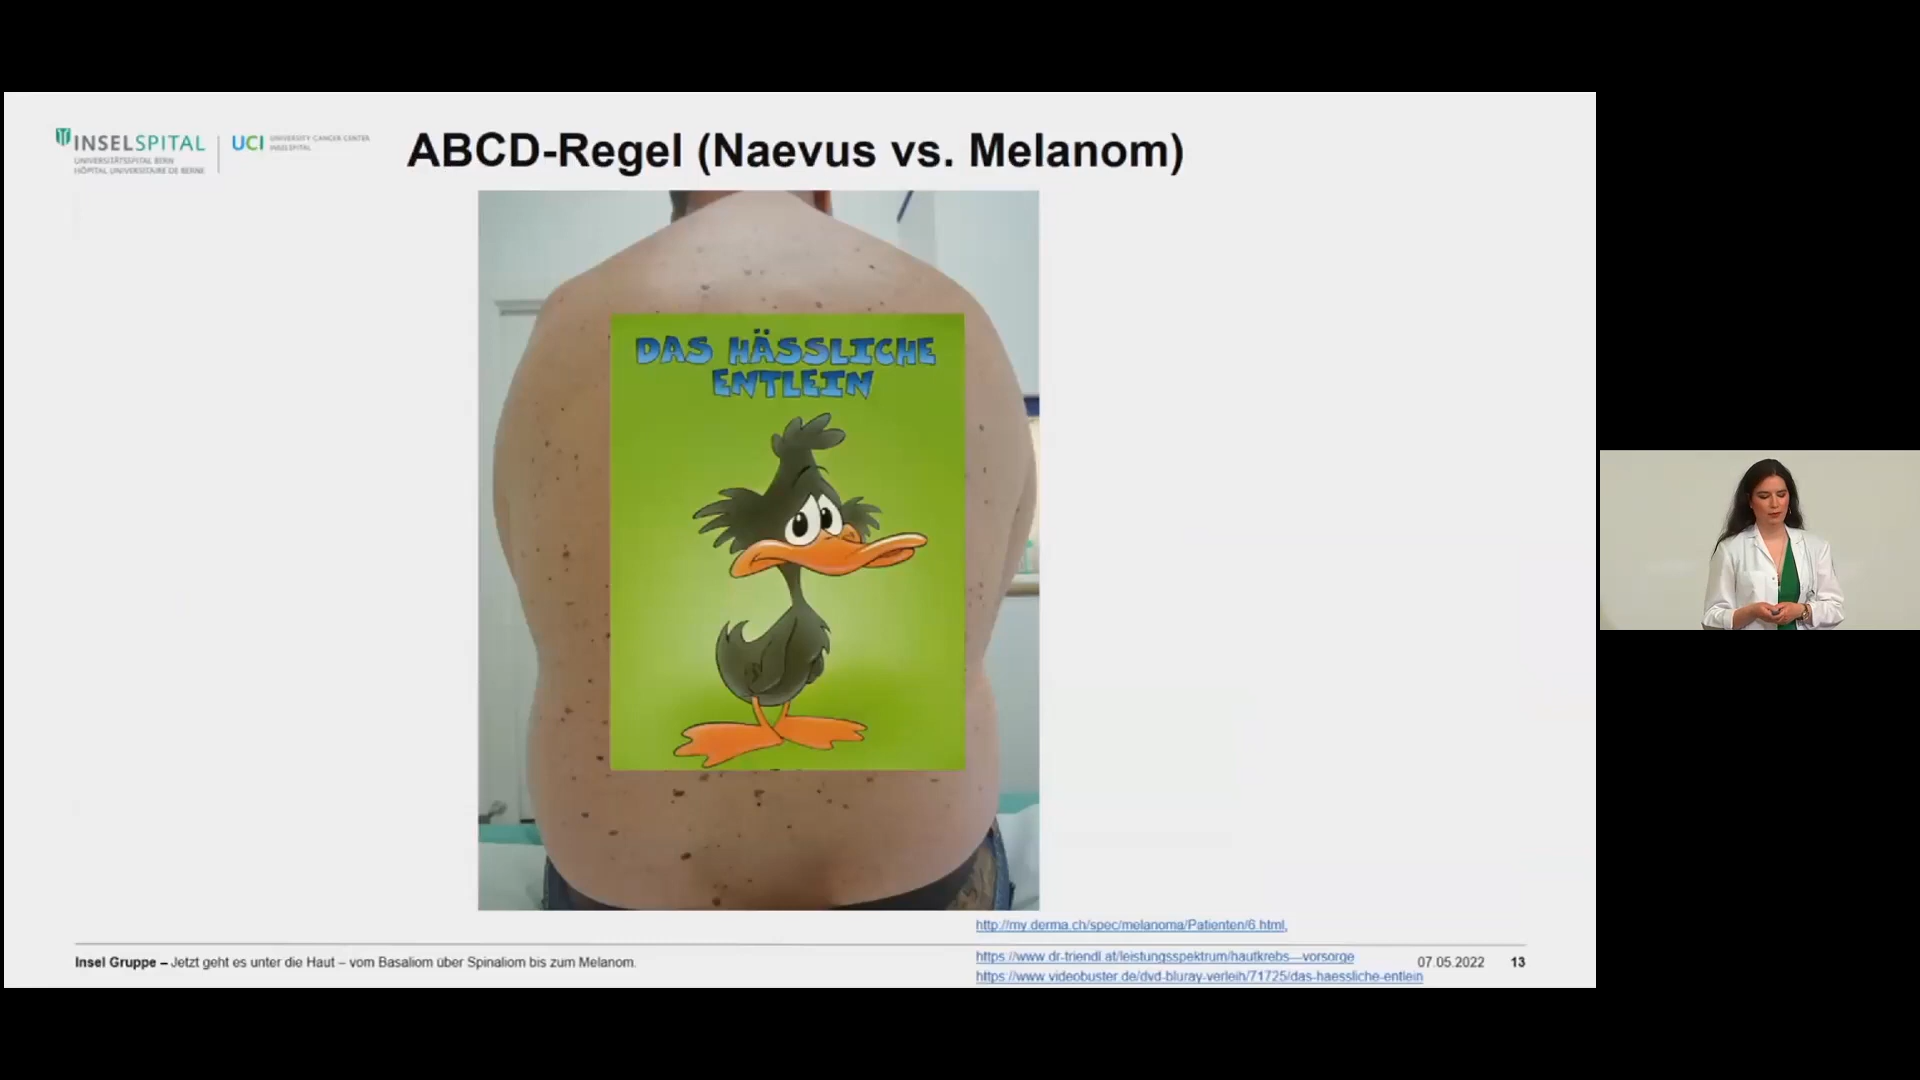 INSELSPITAL
UNIVERSITÄTSSPITAL BERN
HÔPITAL UNIVERSITAIRE DE BERNE
UCI
UNIVERSITY CANCER CENTER
INSELSPITAL
ABCD-Regel (Naevus vs. Melanom)
DAS HÄSSLICHE
ENTLEIN
http://my.derma.ch/spec/melanoma/Patienten/6.html,
Insel Gruppe – Jetzt geht es unter die Haut – vom Basaliom über Spinaliom bis zum Melanom.
https://www.dr-triendl.at/leistungsspektrum/hautkrebs---vorsorge
https://www.videobuster.de/dvd-bluray-verleih/71725/das-haessliche-entlein
07.05.2022 13